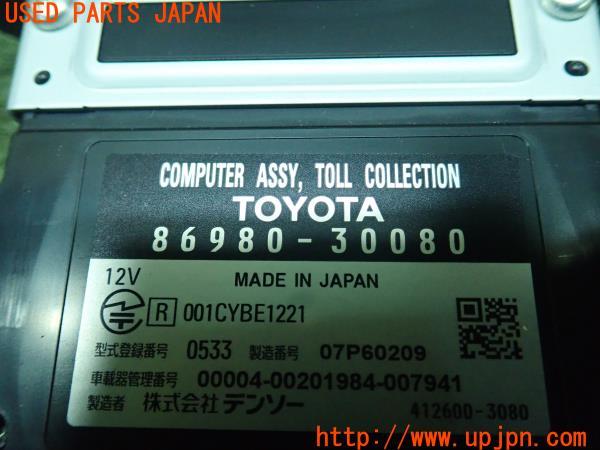 USED PARTS JAPAN
COMPUTER ASSY, TOLL COLLECTION
TOYOTA
86980-30080
12V MADE IN JAPAN
R 001CYBE1221
型式登録番号 0533 製造番号 07P60209
車載器管理番号 00004-00201984-007941
製造者 株式会社デンソー 412600-3080
http://www.upjpn.com/